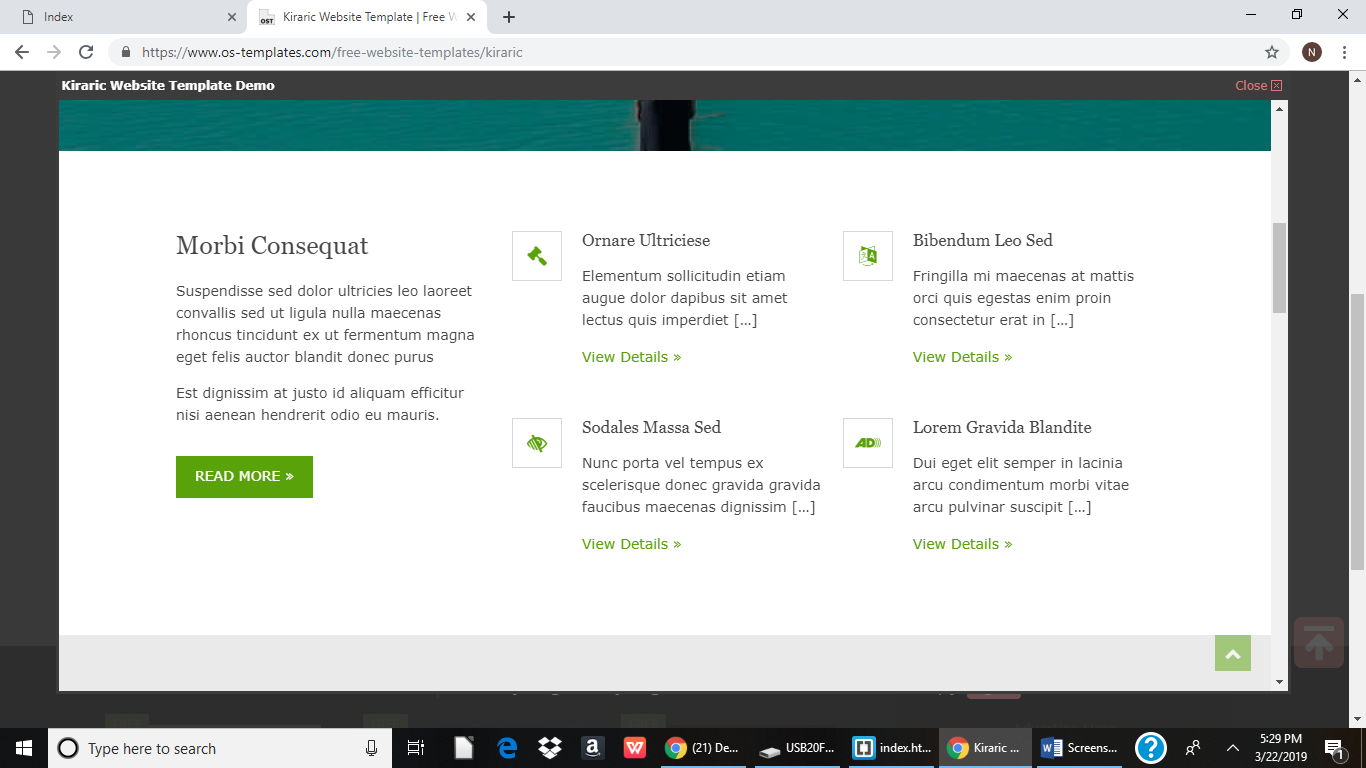 Index
OST
Kiraric Website Template | Free W
https://www.os-templates.com/free-website-templates/kiraric
N
Kiraric Website Template Demo
Close
Morbi Consequat
Suspendisse sed dolor ultricies leo laoreet
convallis sed ut ligula nulla maecenas
rhoncus tincidunt ex ut fermentum magna
eget felis auctor blandit donec purus
Est dignissim at justo id aliquam efficitur
nisi aenean hendrerit odio eu mauris.
READ MORE »
Ornare Ultriciese
Elementum sollicitudin etiam
augue dolor dapibus sit amet
lectus quis imperdiet [...]
View Details »
Bibendum Leo Sed
Fringilla mi maecenas at mattis
orci quis egestas enim proin
consectetur erat in [...]
View Details »
Sodales Massa Sed
Nunc porta vel tempus ex
scelerisque donec gravida gravida
faucibus maecenas dignissim [...]
View Details »
AD
Lorem Gravida Blandite
Dui eget elit semper in lacinia
arcu condimentum morbi vitae
arcu pulvinar suscipit [...]
View Details »
Type here to search
(21) De...
USB20F...
index.ht...
Kiraric ...
Screens...
5:29 PM
3/22/2019
1